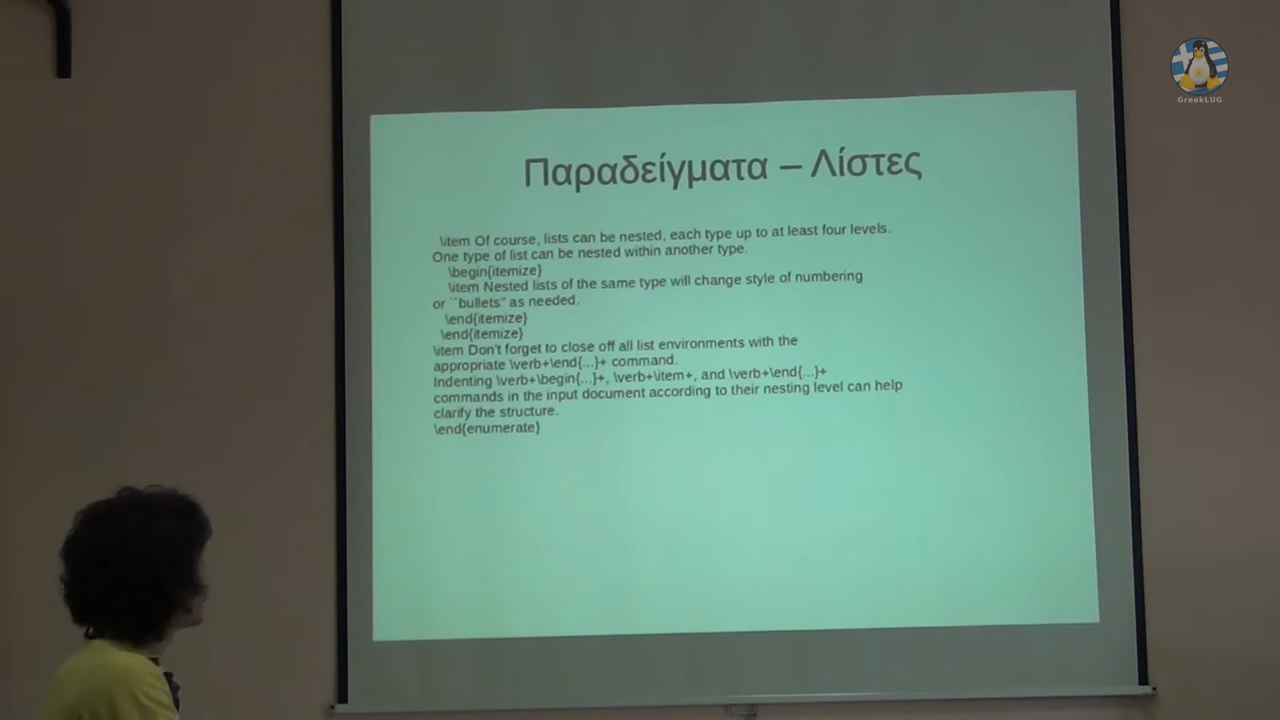 GreekLUG
Παραδείγματα – Λίστες
\item Of course, lists can be nested, each type up to at least four levels.
One type of list can be nested within another type.
\begin{itemize}
\item Nested lists of the same type will change style of numbering
or ``bullets'' as needed.
\end{itemize}
\end{itemize}
\item Don't forget to close off all list environments with the
appropriate \verb+\end{...}+ command.
Indenting \verb+\begin{...}+, \verb+\item+, and \verb+\end{...}+
commands in the input document according to their nesting level can help
clarify the structure.
\end{enumerate}